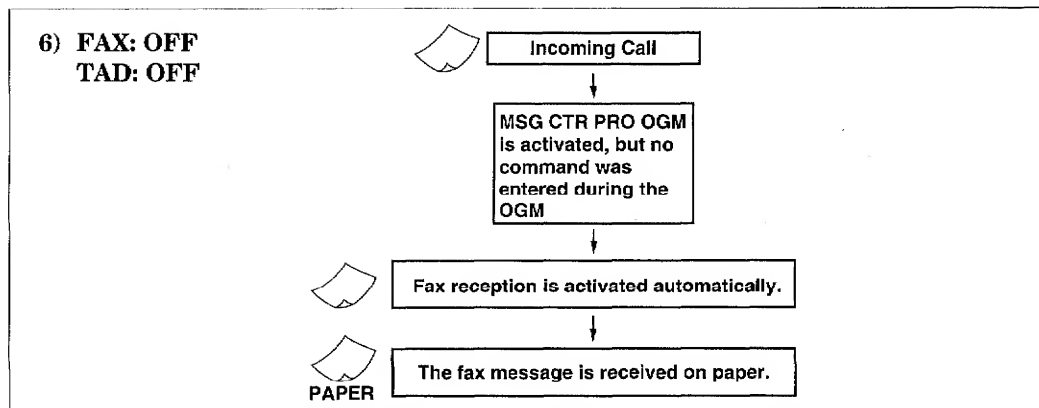 6) FAX: OFF
TAD: OFF
Incoming Call
MSG CTR PRO OGM
is activated, but no
command was
entered during the
OGM
Fax reception is activated automatically.
PAPER
The fax message is received on paper.